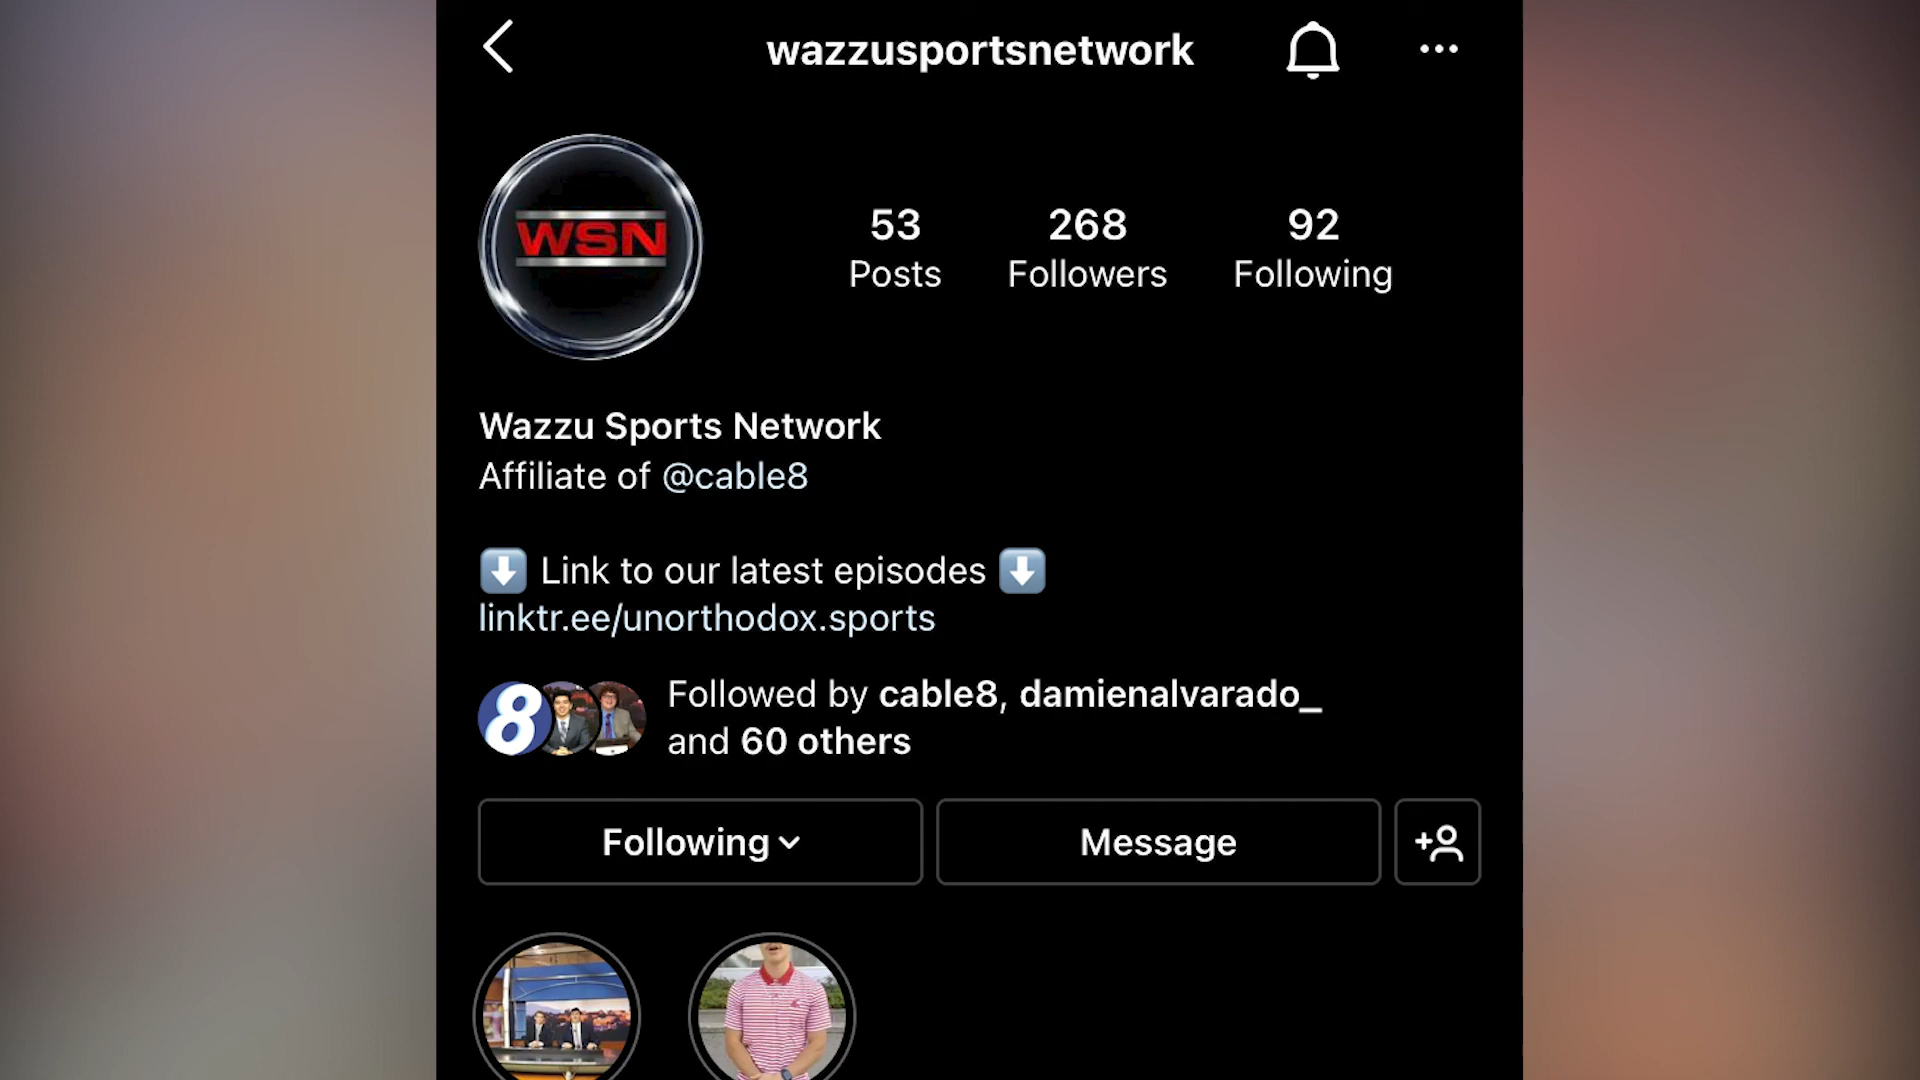 wazzusportsnetwork
WSN
53
Posts
268
Followers
92
Following
Wazzu Sports Network
Affiliate of @cable8
⬇️ Link to our latest episodes ⬇️
linktr.ee/unorthodox.sports
8
Followed by cable8, damienalvarado_
and 60 others
Following
Message